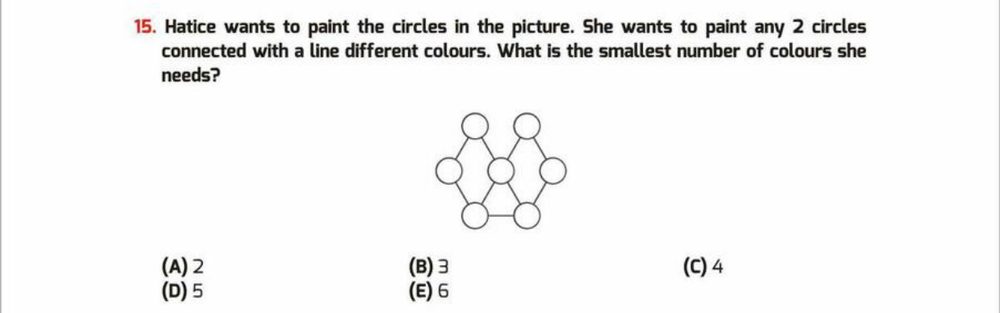 15. Hatice wants to paint the circles in the picture. She wants to paint any 2 circles
connected with a line different colours. What is the smallest number of colours she
needs?
(A) 2 (B) 3 (C) 4
(D) 5 (E) 6